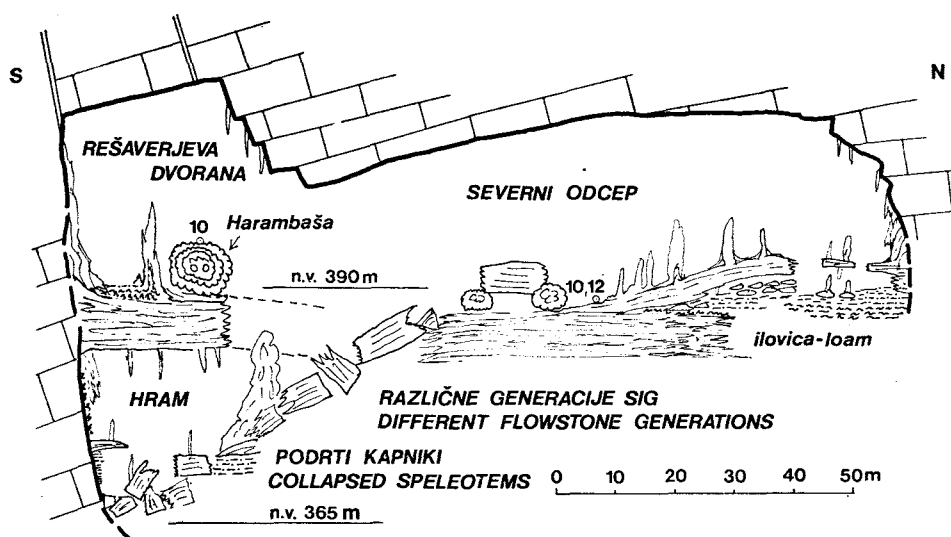 S
N
REŠAVERJEVA
DVORANA
SEVERNI ODCEP
10
Harambaša
n.v. 390 m
10,12
ilovica-loam
HRAM
RAZLIČNE GENERACIJE SIG
DIFFERENT FLOWSTONE GENERATIONS
PODRTI KAPNIKI
COLLAPSED SPELEOTEMS
0 10 20 30 40 50m
n.v. 365 m